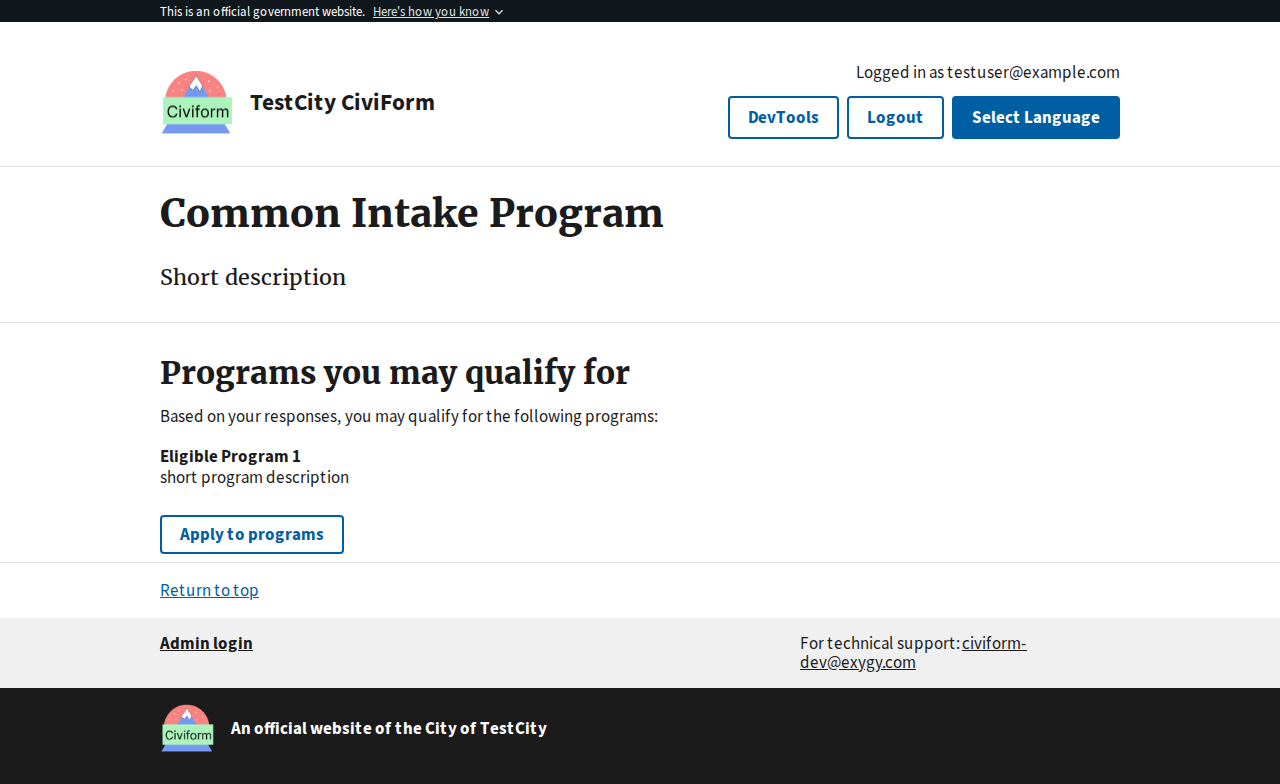 This is an official government website. Here's how you know
Logged in as testuser@example.com
Civiform
TestCity CiviForm
DevTools
Logout
Select Language
Common Intake Program
Short description
Programs you may qualify for
Based on your responses, you may qualify for the following programs:
Eligible Program 1
short program description
Apply to programs
Return to top
Admin login
For technical support: civiform-
dev@exygy.com
Civiform
An official website of the City of TestCity